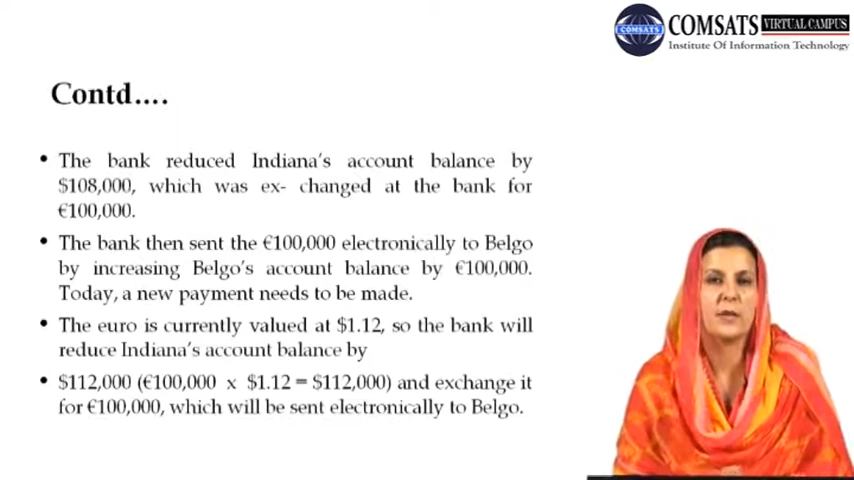 COMSATS
COMSATS VIRTUAL CAMPUS
Institute Of Information Technology
Contd....
• The bank reduced Indiana's account balance by
$108,000, which was ex- changed at the bank for
€100,000.
• The bank then sent the €100,000 electronically to Belgo
by increasing Belgo's account balance by €100,000.
Today, a new payment needs to be made.
• The euro is currently valued at $1.12, so the bank will
reduce Indiana's account balance by
• $112,000 (€100,000 x $1.12 = $112,000) and exchange it
for €100,000, which will be sent electronically to Belgo.